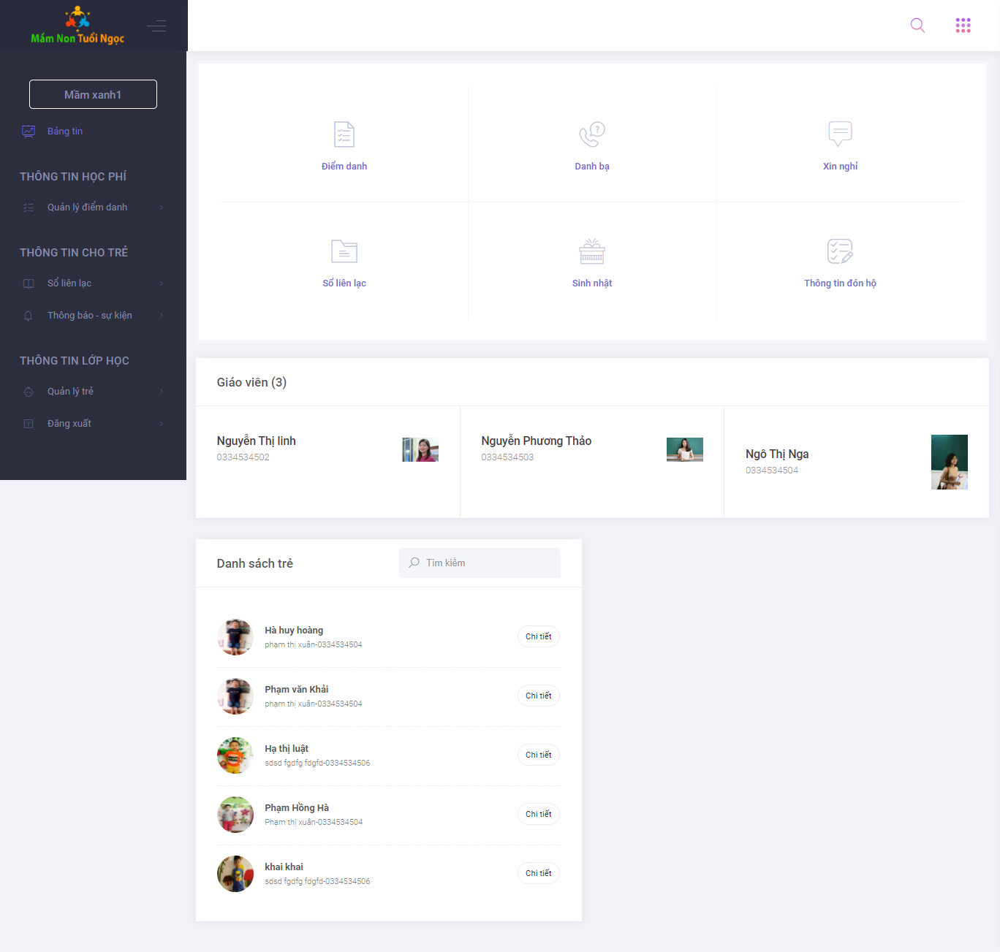 Mầm Non Tuổi Ngọc
Mầm xanh1
Bảng tin
THÔNG TIN HỌC PHÍ
Quản lý điểm danh
THÔNG TIN CHO TRẺ
Sổ liên lạc
Thông báo - sự kiện
THÔNG TIN LỚP HỌC
Quản lý trẻ
Đăng xuất
Điểm danh
Danh bạ
Xin nghỉ
Sổ liên lạc
Sinh nhật
Thông tin đón hộ
Giáo viên (3)
Nguyễn Thị linh
0334534502
Nguyễn Phương Thảo
0334534503
Ngô Thị Nga
0334534504
Danh sách trẻ
Tìm kiếm
Hà huy hoàng
phạm thị xuân-0334534504
Chi tiết
Phạm văn Khải
phạm thị xuân-0334534504
Chi tiết
Hạ thị luật
sdsd fgdfg fdgfd-0334534506
Chi tiết
Phạm Hồng Hà
Phạm thị xuân-0334534504
Chi tiết
khai khai
sdsd fgdfg fdgfd-0334534506
Chi tiết